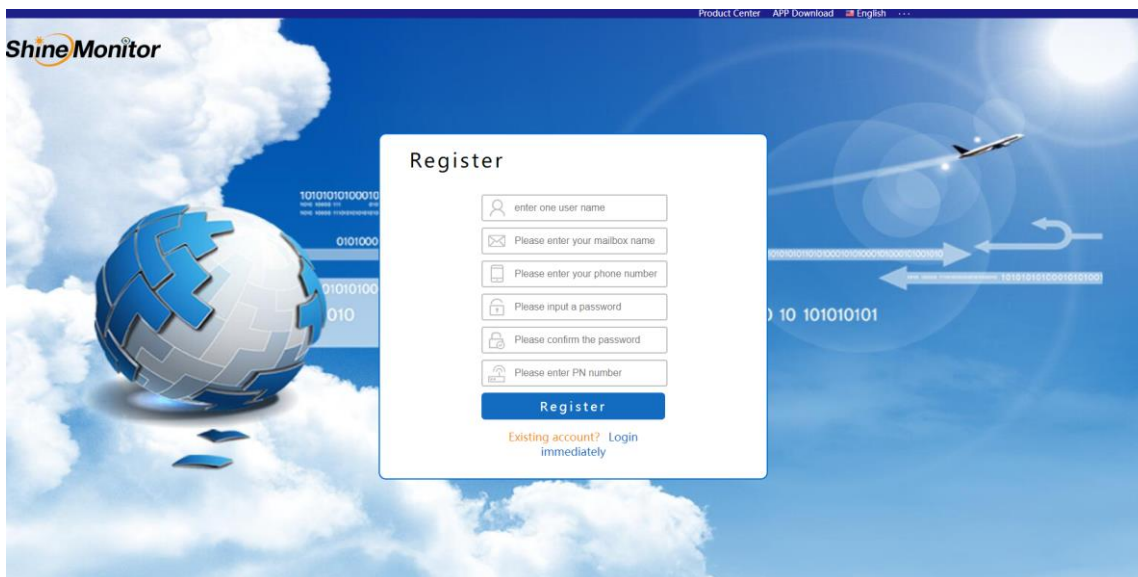 Product Center APP Download English ···
ShineMonitor
Register
enter one user name
Please enter your mailbox name
Please enter your phone number
Please input a password
Please confirm the password
Please enter PN number
Register
Existing account? Login
immediately
10101010100010
0101000
01010100
010
) 10 101010101